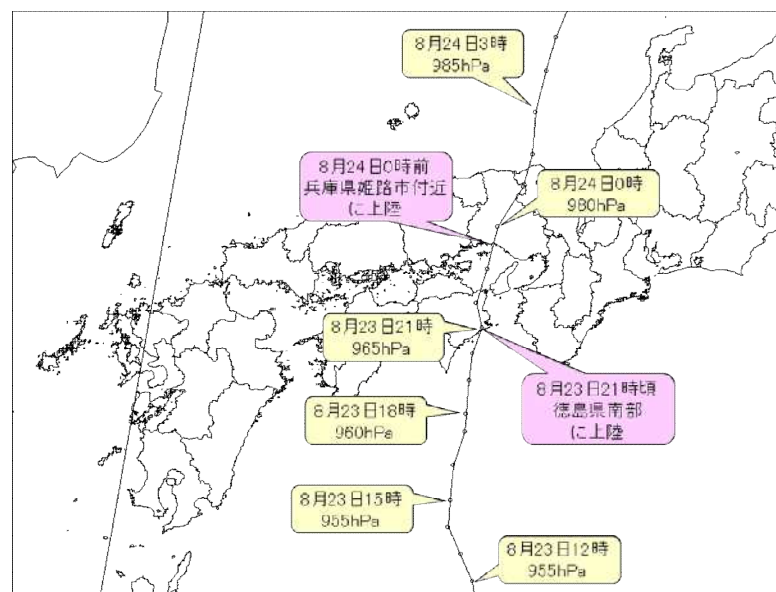 8月24日3時
985hPa
8月24日0時前
兵庫県姫路市付近
に上陸
8月24日0時
980hPa
8月23日21時
965hPa
8月23日21時頃
徳島県南部
に上陸
8月23日18時
960hPa
8月23日15時
955hPa
8月23日12時
955hPa